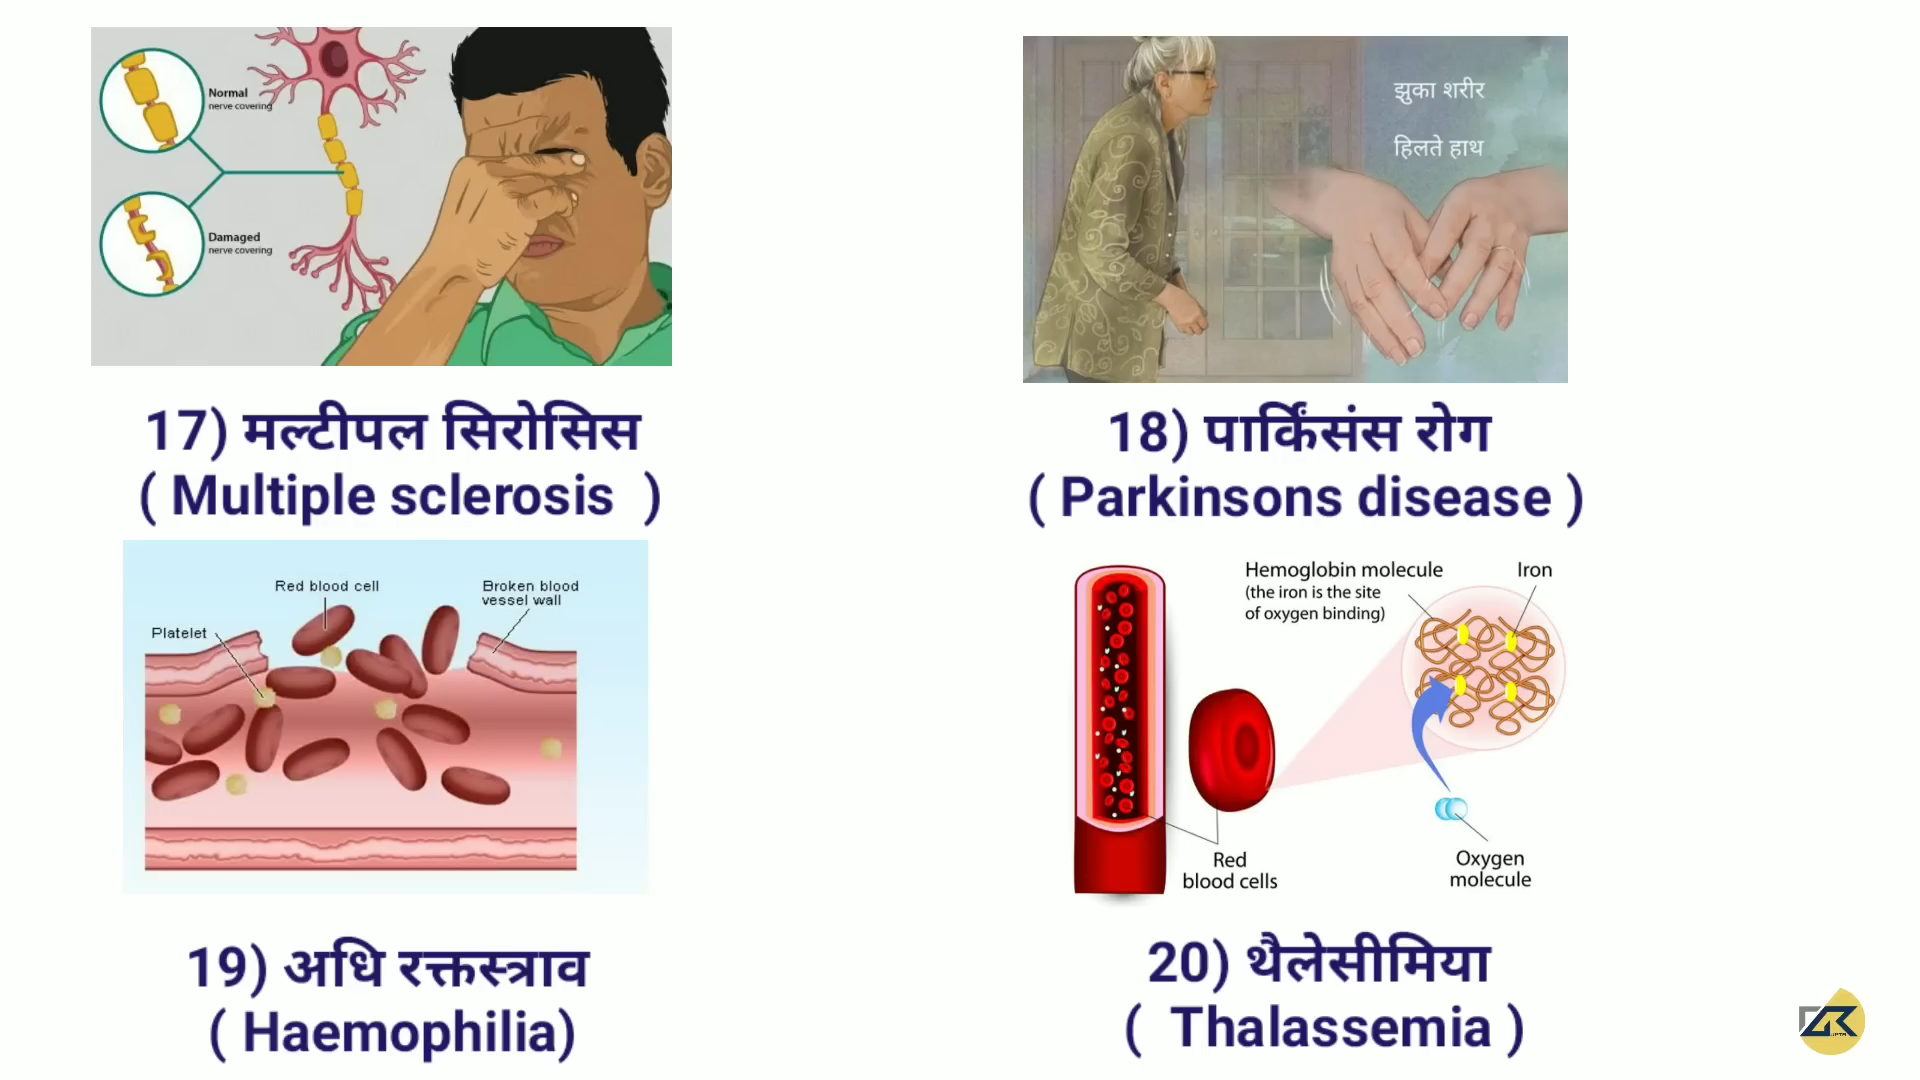 Normal
nerve covering
Damaged
nerve covering
झुका शरीर
हिलते हाथ
17) मल्टीपल सिरोसिस
( Multiple sclerosis )
18) पार्किंसंस रोग
( Parkinsons disease )
Red blood cell
Broken blood
vessel wall
Platelet
Hemoglobin molecule
(the iron is the site
of oxygen binding)
Iron
Red
blood cells
Oxygen
molecule
19) अधि रक्तस्त्राव
( Haemophilia)
20) थैलेसीमिया
( Thalassemia )